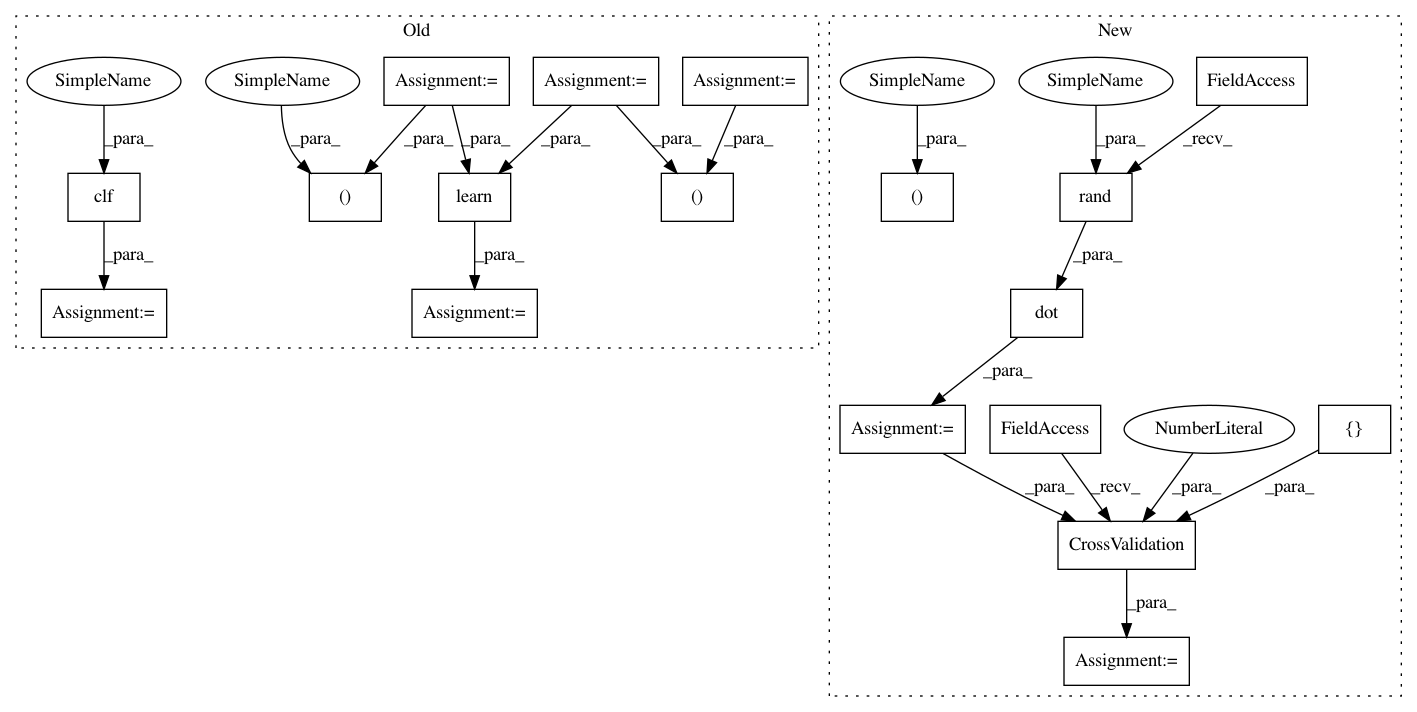 Old
New
SimpleName
SimpleName
Assignment:=
Assignment:=
Assignment:=
SimpleName
SimpleName
FieldAccess
_para_
_para_
_para_
_para_
_para_
_para_
_para_
_para_
_para_
_recv_
clf
()
learn
()
()
rand
_para_
_para_
_para_
Assignment:=
Assignment:=
dot
_para_
Assignment:=
FieldAccess
NumberLiteral
{}
_para_
_recv_
_para_
_para_
CrossValidation
_para_
Assignment:=